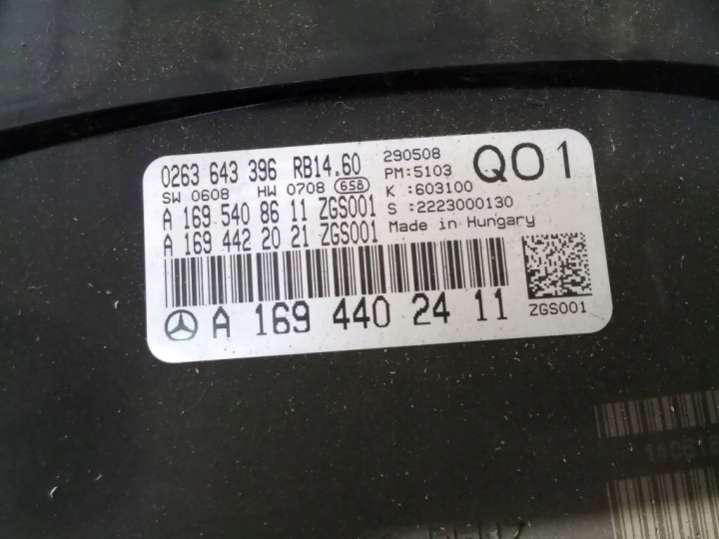 0263 643 396 RB14.60
SW 0608 HW 0708 658
A 169 540 86 11 ZGS001
A 169 442 20 21 ZGS001
290508
PM:5103
K :603100
S :2223000130
Made in Hungary
Q01
A 169 440 24 11
ZGS001